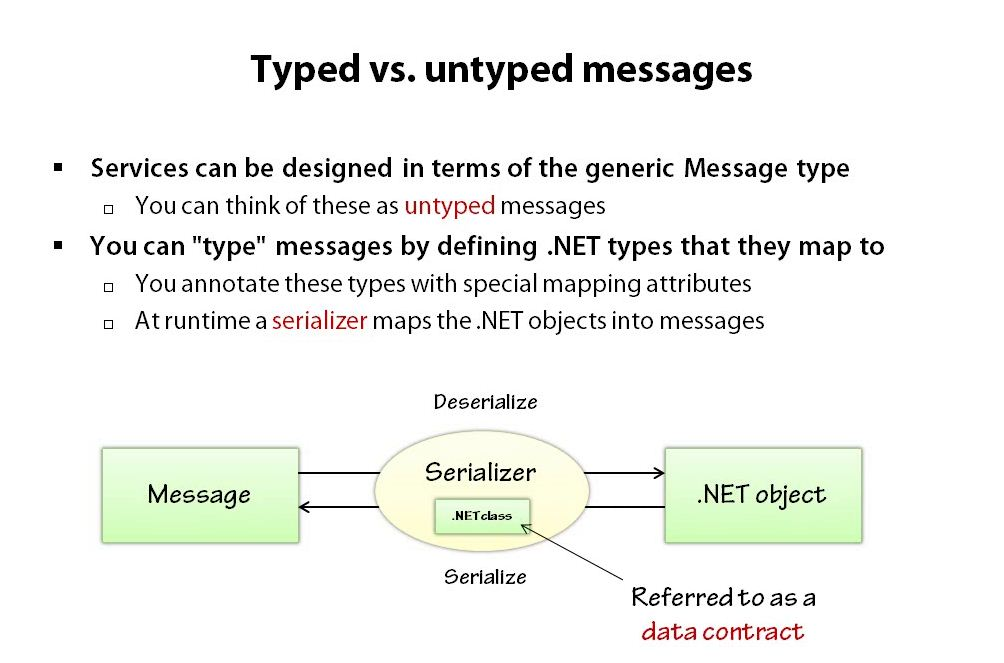 Typed vs. untyped messages
Services can be designed in terms of the generic Message type
You can think of these as untyped messages
You can "type" messages by defining .NET types that they map to
You annotate these types with special mapping attributes
At runtime a serializer maps the .NET objects into messages
Deserialize
Message
Serializer
.NET class
.NET object
Serialize
Referred to as a
data contract